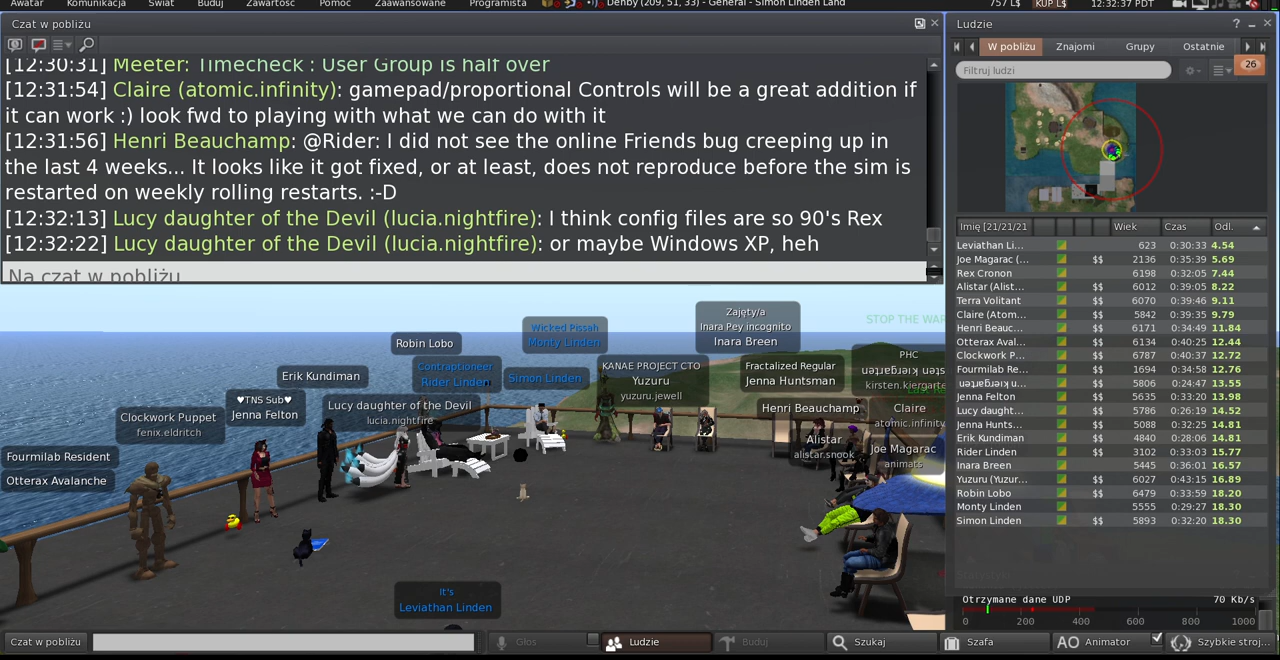 Awatar Komunikacja Świat Buduj Zawartość Pomoc Zaawansowane Programista Denby (209, 51, 33) - General - Simon Linden Land 757 L$ KUP L$ 12:32:37 PDT
Czat w pobliżu
[12:30:31] Meeter: Timecheck : User Group is half over
[12:31:54] Claire (atomic.infinity): gamepad/proportional Controls will be a great addition if
it can work :) look fwd to playing with what we can do with it
[12:31:56] Henri Beauchamp: @Rider: I did not see the online Friends bug creeping up in
the last 4 weeks... It looks like it got fixed, or at least, does not reproduce before the sim is
restarted on weekly rolling restarts. :-D
[12:32:13] Lucy daughter of the Devil (lucia.nightfire): I think config files are so 90's Rex
[12:32:22] Lucy daughter of the Devil (lucia.nightfire): or maybe Windows XP, heh
Na czat w pobliżu
Ludzie
W pobliżu Znajomi Grupy Ostatnie
26
Filtruj ludzi
Imię [21/21/21 Wiek Czas Odl.
Leviathan Li... 623 0:30:33 4.54
Joe Magarac (... $$ 2136 0:35:39 5.69
Rex Cronon 6198 0:32:05 7.44
Alistar (Alist... $$ 6012 0:39:05 8.22
Terra Volitant $$ 6070 0:39:46 9.11
Claire (Atom... $$ 5842 0:39:35 9.79
Henri Beauc... $$ 6171 0:34:49 11.84
Otterax Aval... $$ 6134 0:40:25 12.44
Clockwork P... $$ 6787 0:40:37 12.72
Fourmilab Re... $$ 1694 0:34:58 12.76
$$ 5806 0:24:47 13.55
Jenna Felton $$ 5635 0:33:20 13.98
Lucy daught... $$ 5786 0:26:19 14.52
Jenna Hunts... $$ 5088 0:32:25 14.81
Erik Kundiman $$ 4840 0:28:06 14.81
Rider Linden $$ 3102 0:33:03 15.77
Inara Breen 5445 0:36:01 16.57
Yuzuru (Yuzur... $$ 6027 0:43:15 16.89
Robin Lobo $$ 6479 0:33:59 18.20
Monty Linden 5555 0:29:27 18.30
Simon Linden $$ 5893 0:32:20 18.30
Otrzymane dane UDP 70 Kb/s
0 200 400 600 800 1000
STOP THE WAR
Zajęty/a
Inara Pey incognito
Inara Breen
Wicked Pissah
Monty Linden
Robin Lobo
Contraptioneer
Rider Linden
Simon Linden
KANAE PROJECT CTO
Yuzuru
yuzuru.jewell
Fractalized Regular
Jenna Huntsman
PHC
kirsten.kiergarte
Erik Kundiman
♥TNS Sub♥
Jenna Felton
Lucy daughter of the Devil
lucia.nightfire
Henri Beauchamp
Claire
atomic.infinity
Clockwork Puppet
fenix.eldritch
Alistar
alistar.snook
Joe Magarac
animats
Fourmilab Resident
Otterax Avalanche
It's
Leviathan Linden
Czat w pobliżu Głos Ludzie Buduj Szukaj Szafa AO Animator Szybkie stroj...